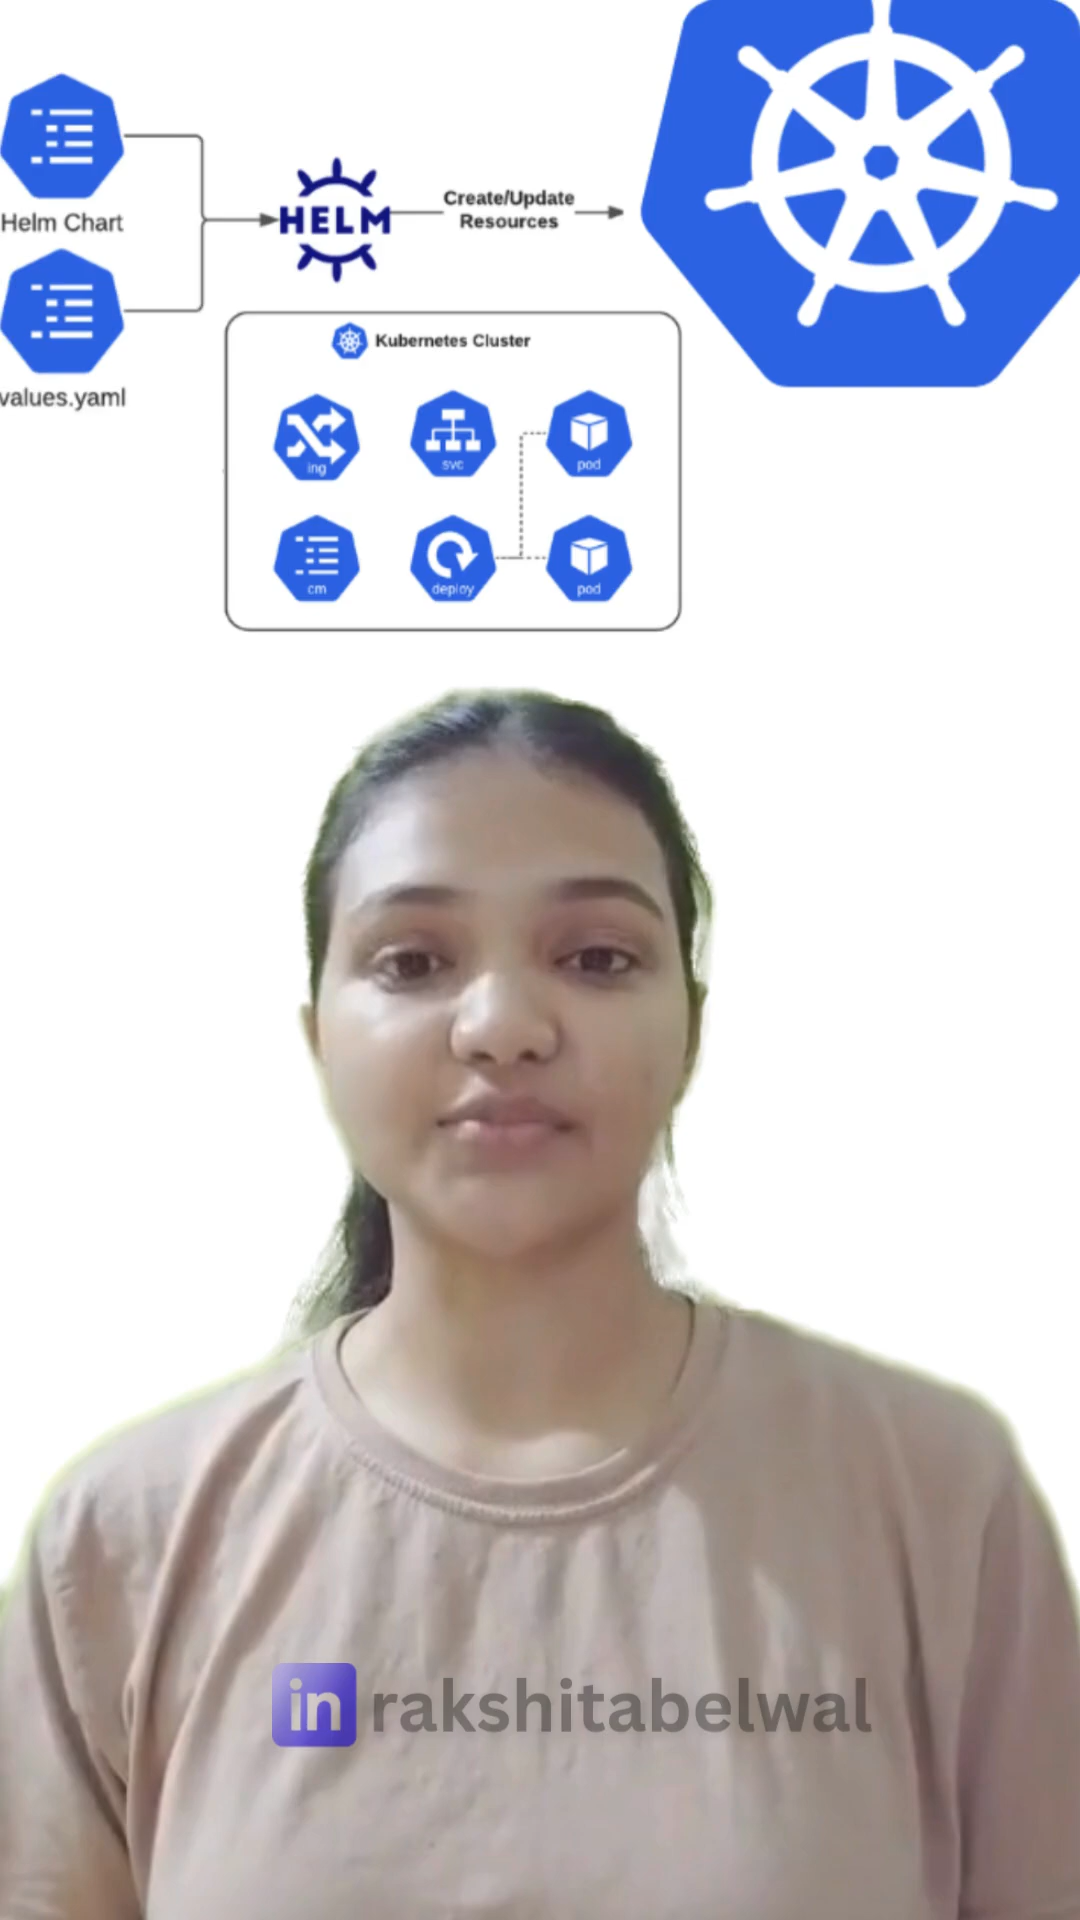 Helm Chart
values.yaml
HELM
Create/Update
Resources
Kubernetes Cluster
ing
svc
pod
cm
deploy
pod
in rakshitabelwal